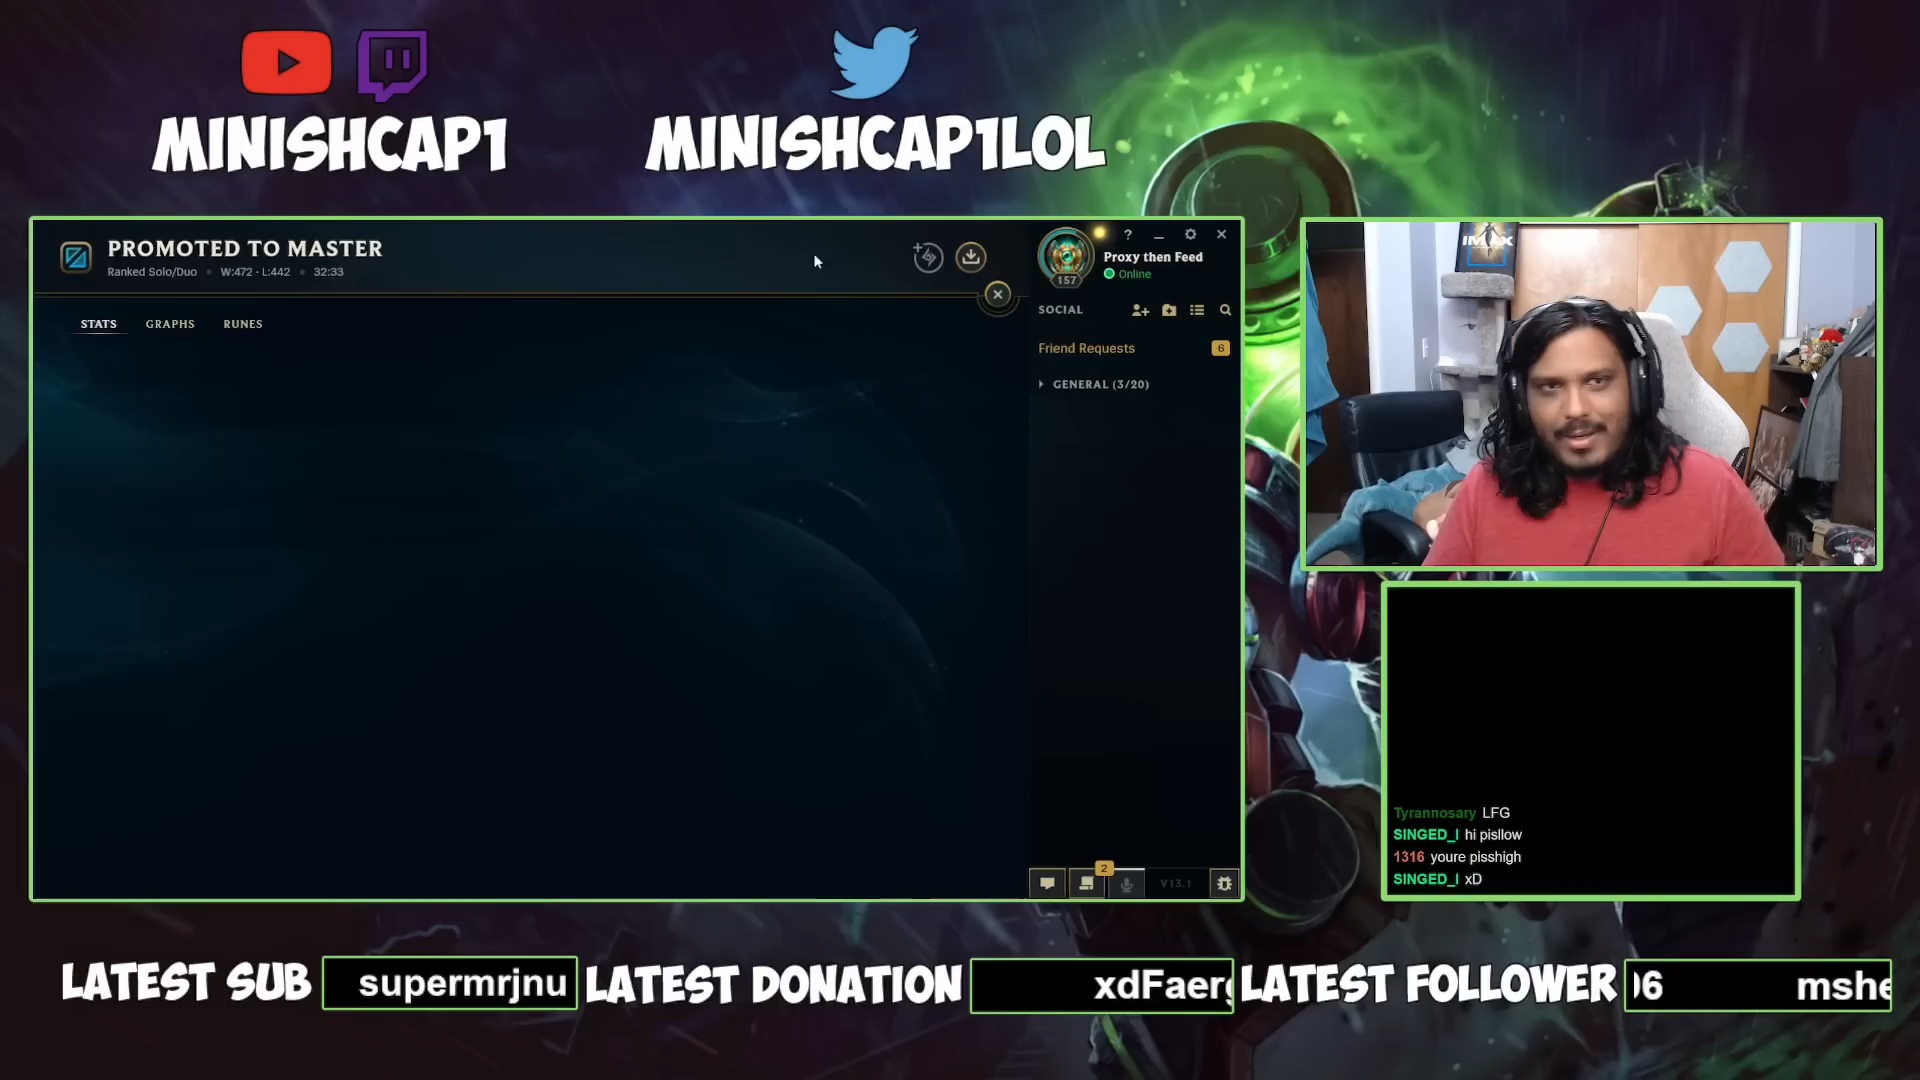 MINISHCAP1
MINISHCAP1LOL
PROMOTED TO MASTER
Ranked Solo/Duo • W:472 - L:442 • 32:33
STATS GRAPHS RUNES
?
157
Proxy then Feed
Online
SOCIAL
Friend Requests 6
GENERAL (3/20)
2
V13.1
IMAX
Tyrannosary LFG
SINGED_I hi pisllow
1316 youre pisshigh
SINGED_I xD
LATEST SUB supermrjnu
LATEST DONATION xdFaer
LATEST FOLLOWER 06 mshe